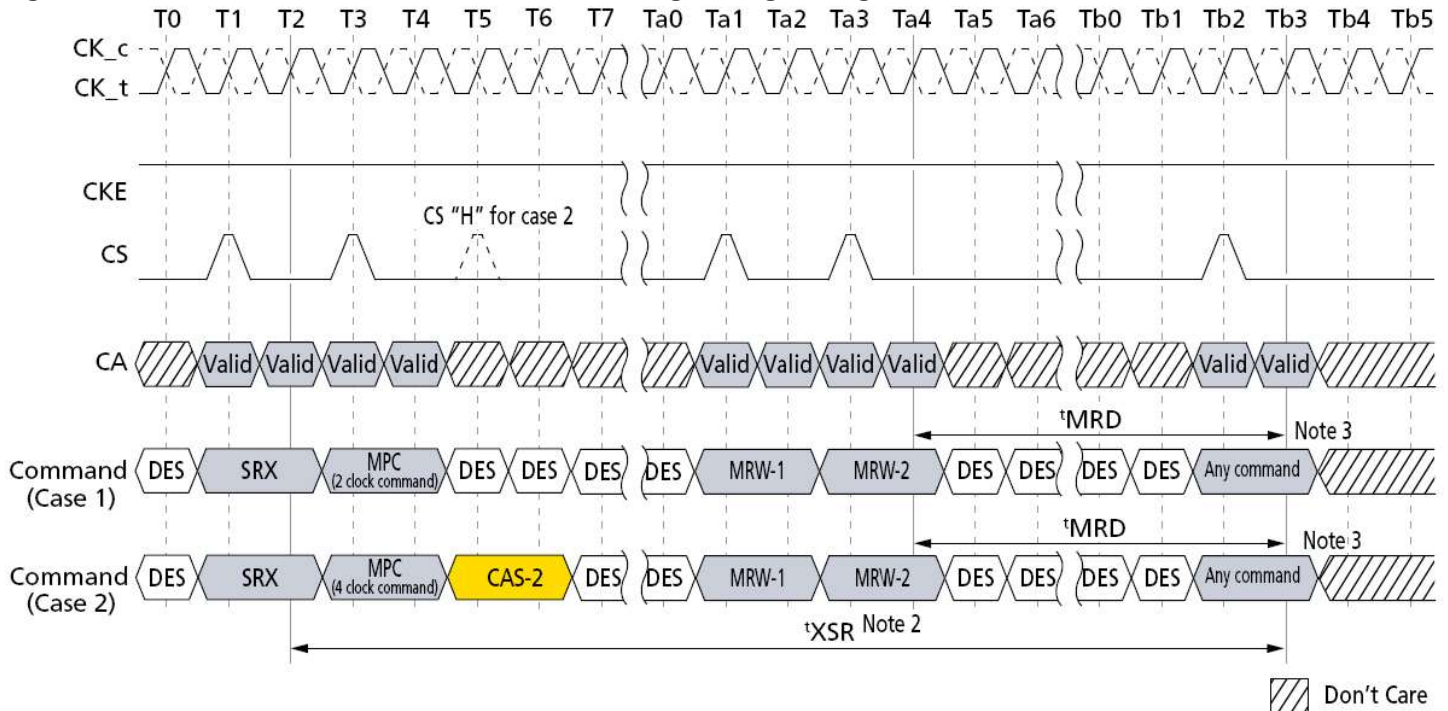 T0 T1 T2 T3 T4 T5 T6 T7 Ta0 Ta1 Ta2 Ta3 Ta4 Ta5 Ta6 Tb0 Tb1 Tb2 Tb3 Tb4 Tb5
CK_c
CK_t
CKE
CS "H" for case 2
CS
CA Valid Valid Valid Valid Valid Valid Valid Valid Valid Valid
tMRD Note 3
Command (Case 1) DES SRX MPC (2 clock command) DES DES DES DES MRW-1 MRW-2 DES DES DES DES Any command
tMRD Note 3
Command (Case 2) DES SRX MPC (4 clock command) CAS-2 DES DES MRW-1 MRW-2 DES DES DES DES Any command
tXSR Note 2
Don't Care